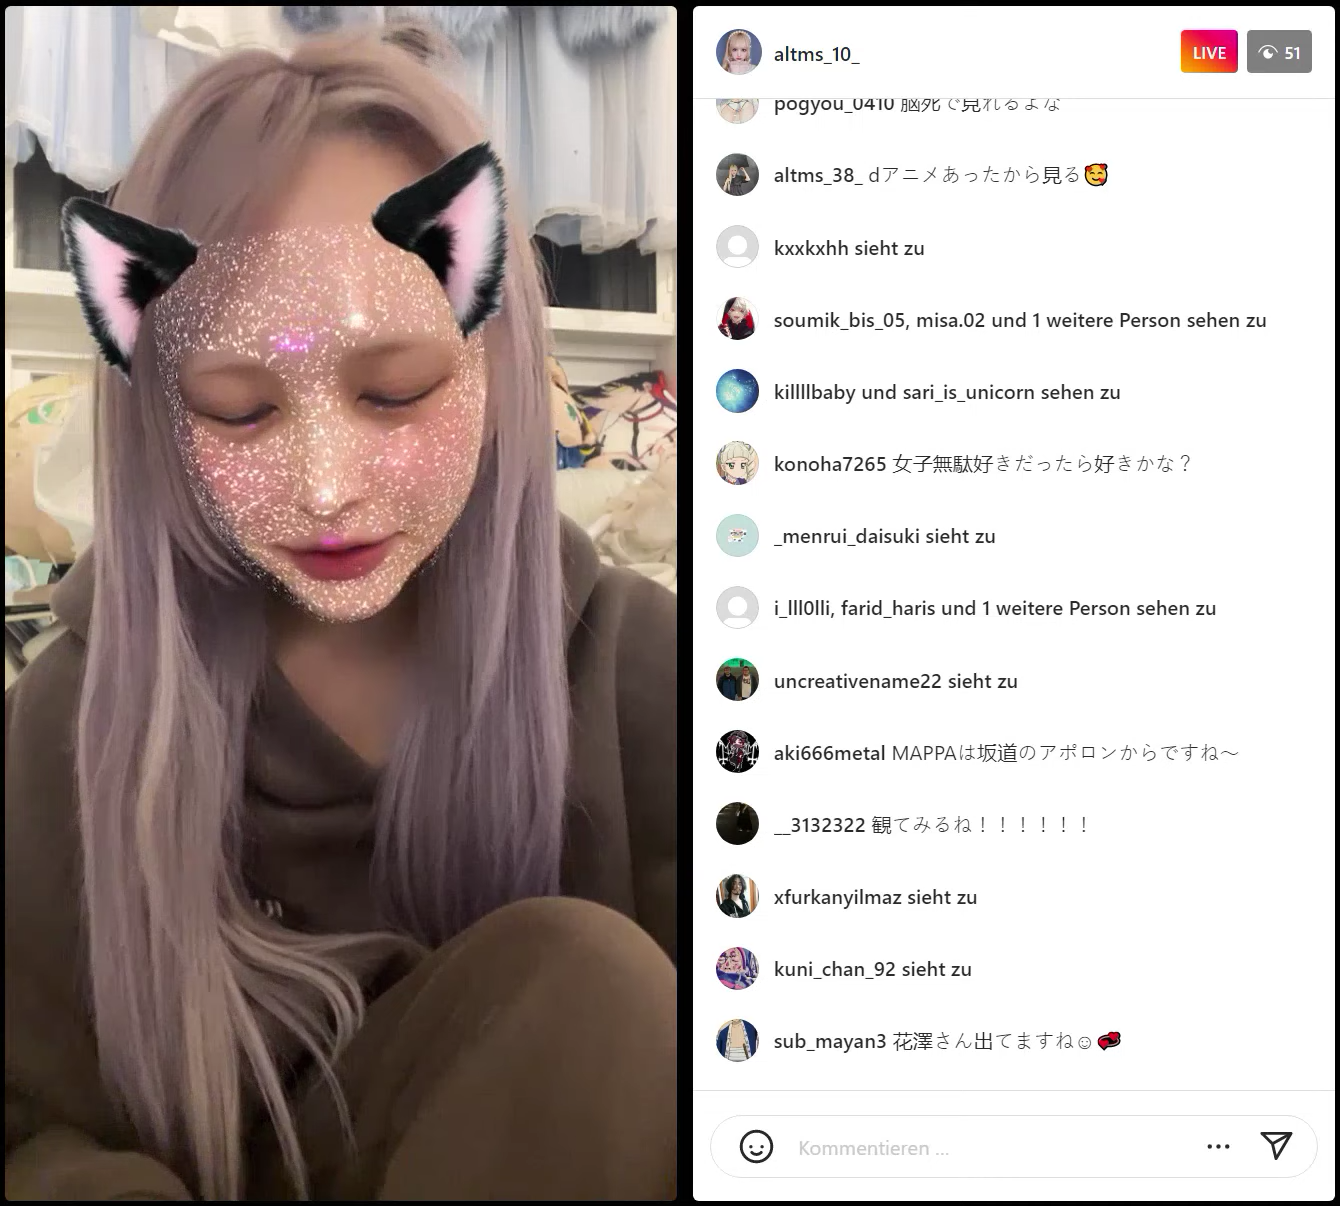 altms_10_
LIVE
51
pogyou_0410 脳死で見れるよな
altms_38_ dアニメあったから見る🥰
kxxkxhh sieht zu
soumik_bis_05, misa.02 und 1 weitere Person sehen zu
killllbaby und sari_is_unicorn sehen zu
konoha7265 女子無駄好きだったら好きかな？
_menrui_daisuki sieht zu
i_lll0lli, farid_haris und 1 weitere Person sehen zu
uncreativename22 sieht zu
aki666metal MAPPAは坂道のアポロンからですね〜
__3132322 観てみるね！！！！！！
xfurkanyilmaz sieht zu
kuni_chan_92 sieht zu
sub_mayan3 花澤さん出てますね☺💞
Kommentieren ...